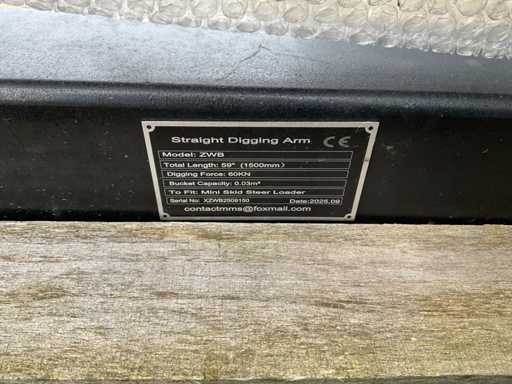 Straight Digging Arm CE
Model: ZWB
Total Length: 59" (1500mm)
Digging Force: 60KN
Bucket Capacity: 0.03m³
To Fit: Mini Skid Steer Loader
Serial No: XZWB2509150 Date:2025.09
contactmms@foxmail.com